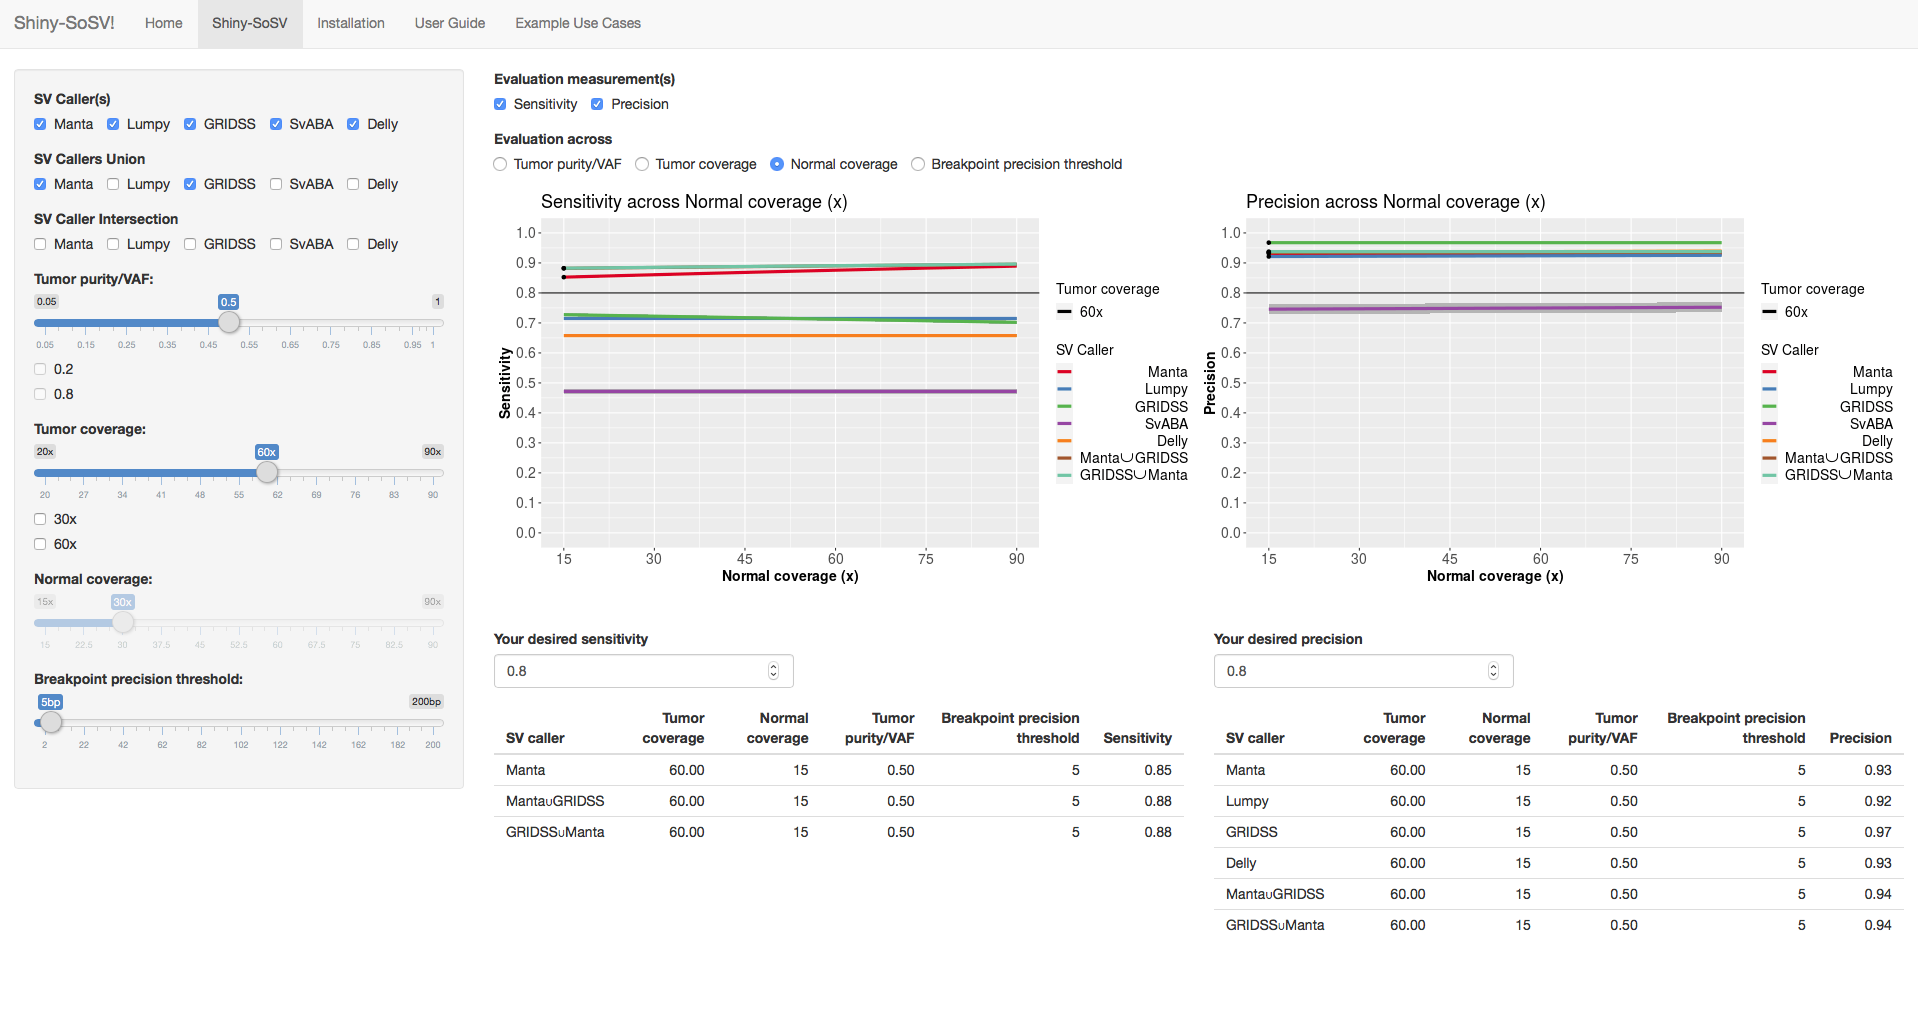 Shiny-SoSV! Home Shiny-SoSV Installation User Guide Example Use Cases
SV Caller(s)
Manta Lumpy GRIDSS SvABA Delly
SV Callers Union
Manta Lumpy GRIDSS SvABA Delly
SV Caller Intersection
Manta Lumpy GRIDSS SvABA Delly
Tumor purity/VAF:
0.05 0.5 1
0.05 0.15 0.25 0.35 0.45 0.55 0.65 0.75 0.85 0.95 1
0.2
0.8
Tumor coverage:
20x 60x 90x
20 27 34 41 48 55 62 69 76 83 90
30x
60x
Normal coverage:
15x 30x 90x
15 22.5 30 37.5 45 52.5 60 67.5 75 82.5 90
Breakpoint precision threshold:
5bp 200bp
2 22 42 62 82 102 122 142 162 182 200
Evaluation measurement(s)
Sensitivity Precision
Evaluation across
Tumor purity/VAF Tumor coverage Normal coverage Breakpoint precision threshold
Sensitivity across Normal coverage (x)
Sensitivity
1.0
0.9
0.8
0.7
0.6
0.5
0.4
0.3
0.2
0.1
0.0
15 30 45 60 75 90
Normal coverage (x)
Tumor coverage
60x
SV Caller
Manta
Lumpy
GRIDSS
SvABA
Delly
Manta∪GRIDSS
GRIDSS∪Manta
Precision across Normal coverage (x)
Precision
1.0
0.9
0.8
0.7
0.6
0.5
0.4
0.3
0.2
0.1
0.0
15 30 45 60 75 90
Normal coverage (x)
Tumor coverage
60x
SV Caller
Manta
Lumpy
GRIDSS
SvABA
Delly
Manta∪GRIDSS
GRIDSS∪Manta
Your desired sensitivity
0.8
Tumor Normal Tumor Breakpoint precision
SV caller coverage coverage purity/VAF threshold Sensitivity
Manta 60.00 15 0.50 5 0.85
Manta∪GRIDSS 60.00 15 0.50 5 0.88
GRIDSS∪Manta 60.00 15 0.50 5 0.88
Your desired precision
0.8
Tumor Normal Tumor Breakpoint precision
SV caller coverage coverage purity/VAF threshold Precision
Manta 60.00 15 0.50 5 0.93
Lumpy 60.00 15 0.50 5 0.92
GRIDSS 60.00 15 0.50 5 0.97
Delly 60.00 15 0.50 5 0.93
Manta∪GRIDSS 60.00 15 0.50 5 0.94
GRIDSS∪Manta 60.00 15 0.50 5 0.94